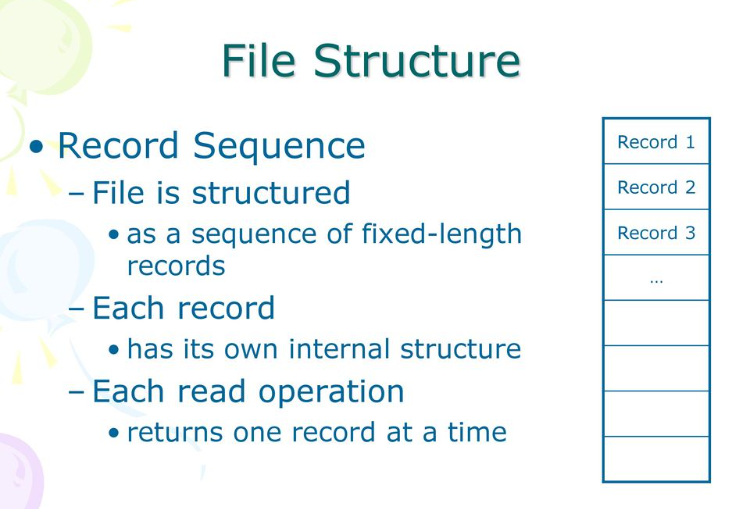 File Structure
• Record Sequence
– File is structured
• as a sequence of fixed-length
records
– Each record
• has its own internal structure
– Each read operation
• returns one record at a time
Record 1
Record 2
Record 3
…